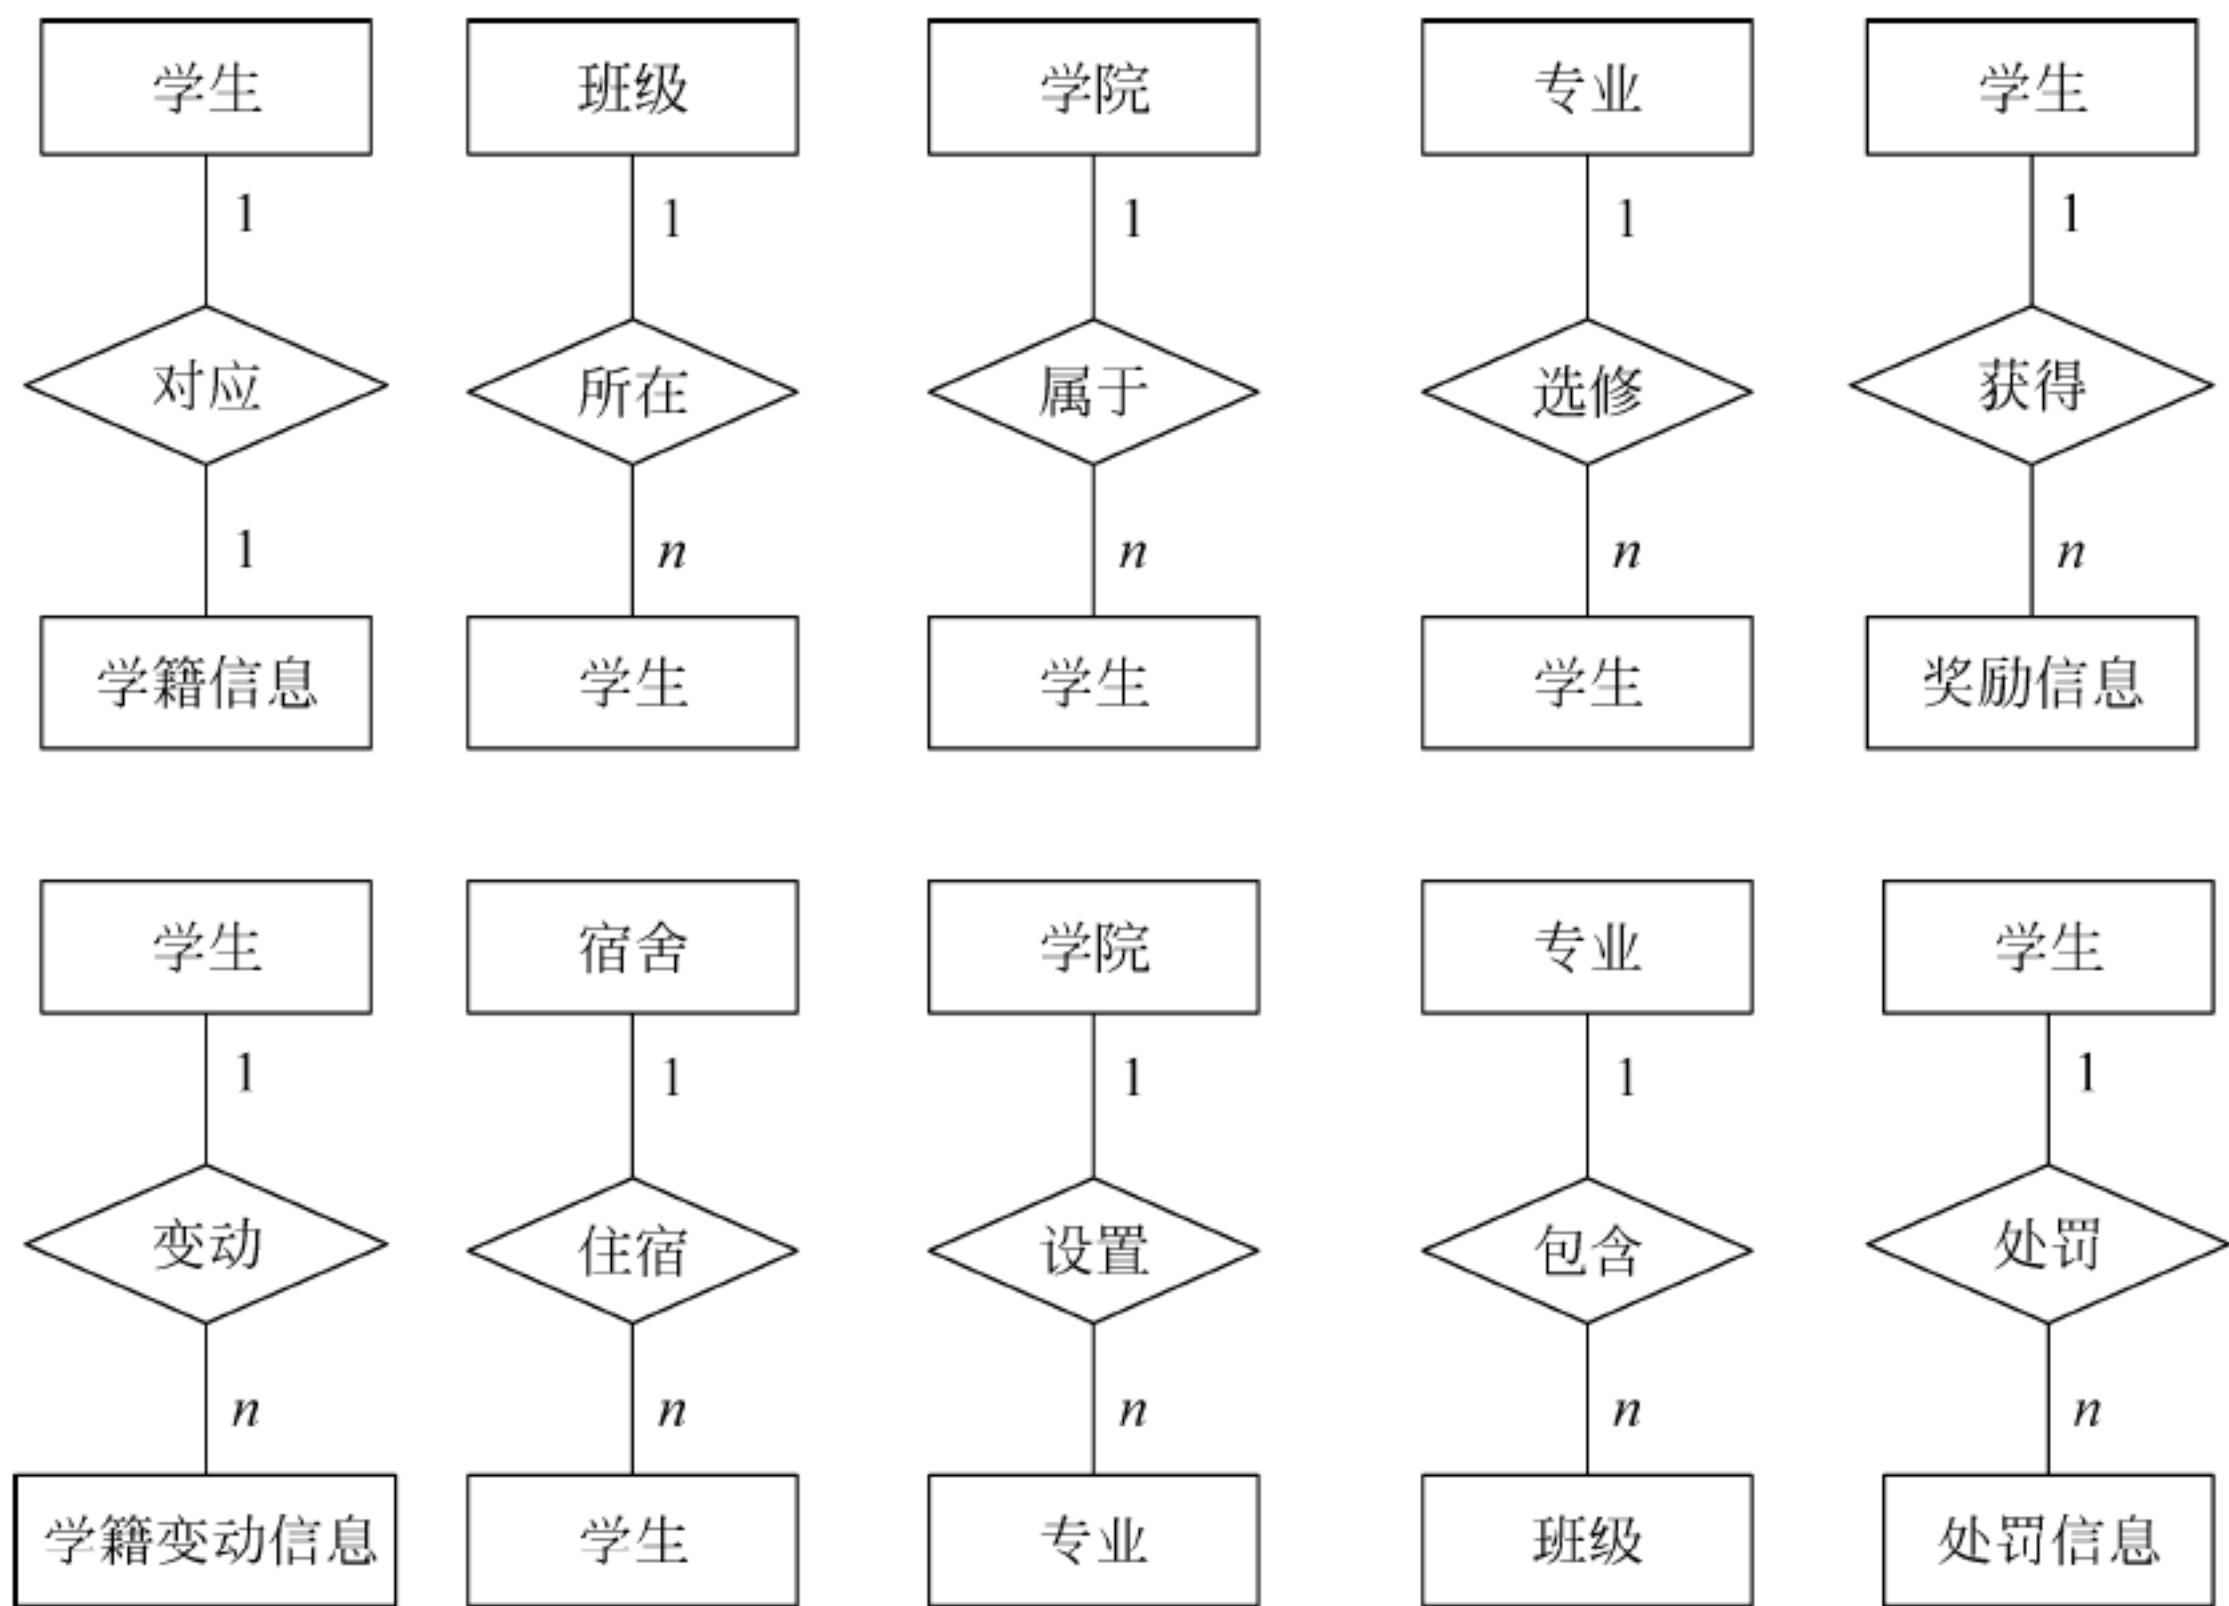 学生 班级 学院 专业 学生
1 1 1 1 1
对应 所在 属于 选修 获得
1 n n n n
学籍信息 学生 学生 学生 奖励信息
学生 宿舍 学院 专业 学生
1 1 1 1 1
变动 住宿 设置 包含 处罚
n n n n n
学籍变动信息 学生 专业 班级 处罚信息